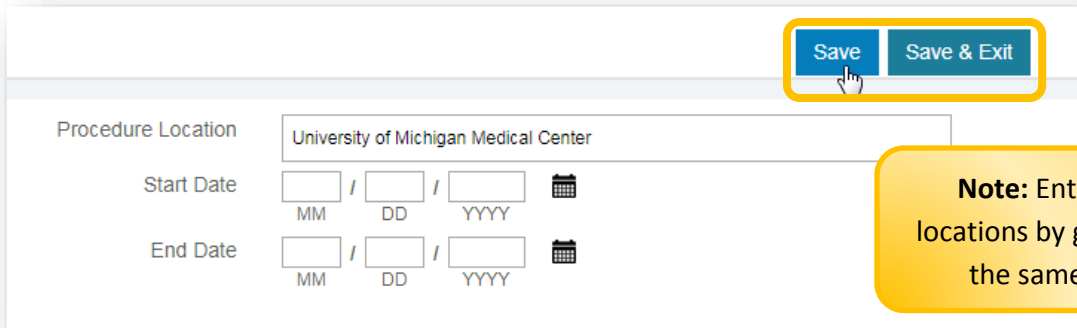 Save Save & Exit
Procedure Location University of Michigan Medical Center
Start Date / /
MM DD YYYY
End Date / /
MM DD YYYY
Note:
locations by
the same